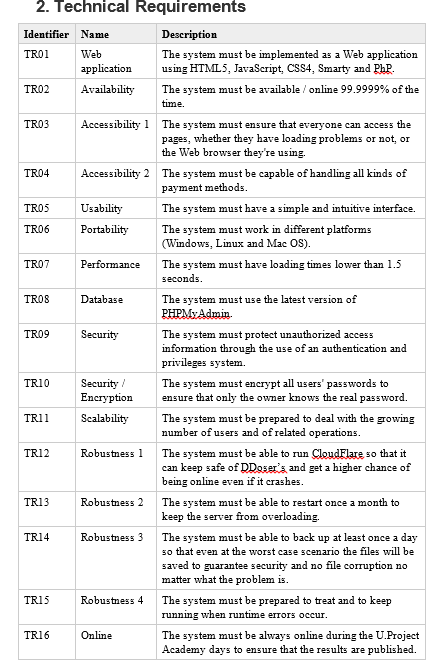 2. Technical Requirements
Identifier Name Description
TR01 Web application The system must be implemented as a Web application
using HTML5, JavaScript, CSS4, Smarty and PhP.
TR02 Availability The system must be available / online 99.9999% of the
time.
TR03 Accessibility 1 The system must ensure that everyone can access the
pages, whether they have loading problems or not, or
the Web browser they're using.
TR04 Accessibility 2 The system must be capable of handling all kinds of
payment methods.
TR05 Usability The system must have a simple and intuitive interface.
TR06 Portability The system must work in different platforms
(Windows, Linux and Mac OS).
TR07 Performance The system must have loading times lower than 1.5
seconds.
TR08 Database The system must use the latest version of
PHPMyAdmin.
TR09 Security The system must protect unauthorized access
information through the use of an authentication and
privileges system.
TR10 Security / Encryption The system must encrypt all users' passwords to
ensure that only the owner knows the real password.
TR11 Scalability The system must be prepared to deal with the growing
number of users and of related operations.
TR12 Robustness 1 The system must be able to run CloudFlare so that it
can keep safe of DDoser's and get a higher chance of
being online even if it crashes.
TR13 Robustness 2 The system must be able to restart once a month to
keep the server from overloading.
TR14 Robustness 3 The system must be able to back up at least once a day
so that even at the worst case scenario the files will be
saved to guarantee security and no file corruption no
matter what the problem is.
TR15 Robustness 4 The system must be prepared to treat and to keep
running when runtime errors occur.
TR16 Online The system must be always online during the U.Project
Academy days to ensure that the results are published.